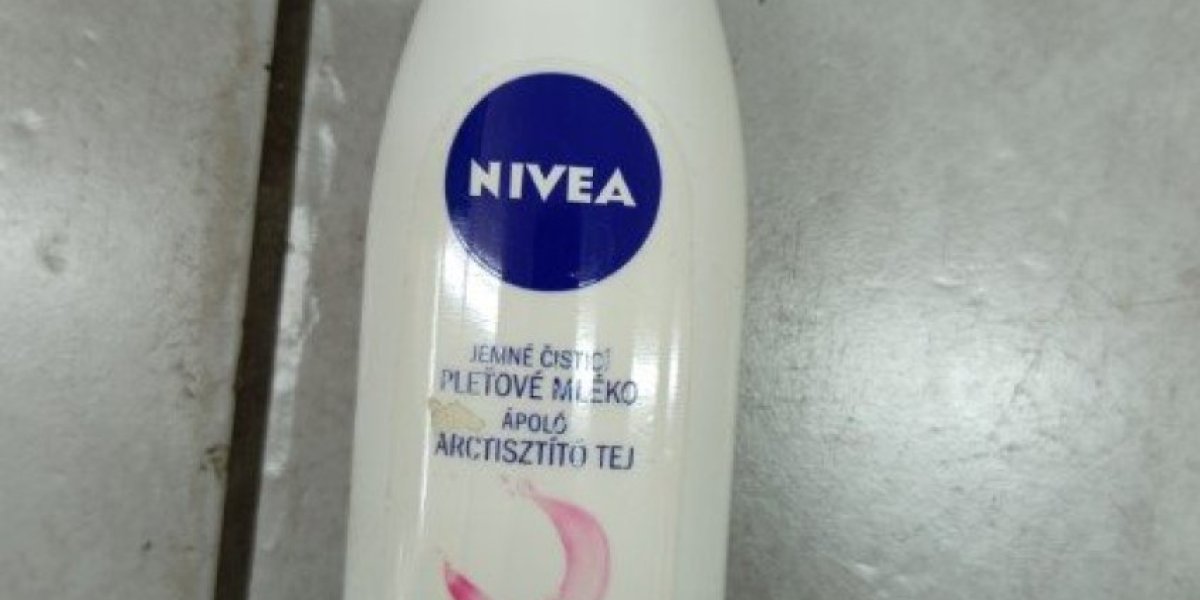 NIVEA
JEMNÉ ČISTICÍ
PLEŤOVÉ MLÉKO
ÁPOLÓ
ARCTISZTÍTÓ TEJ